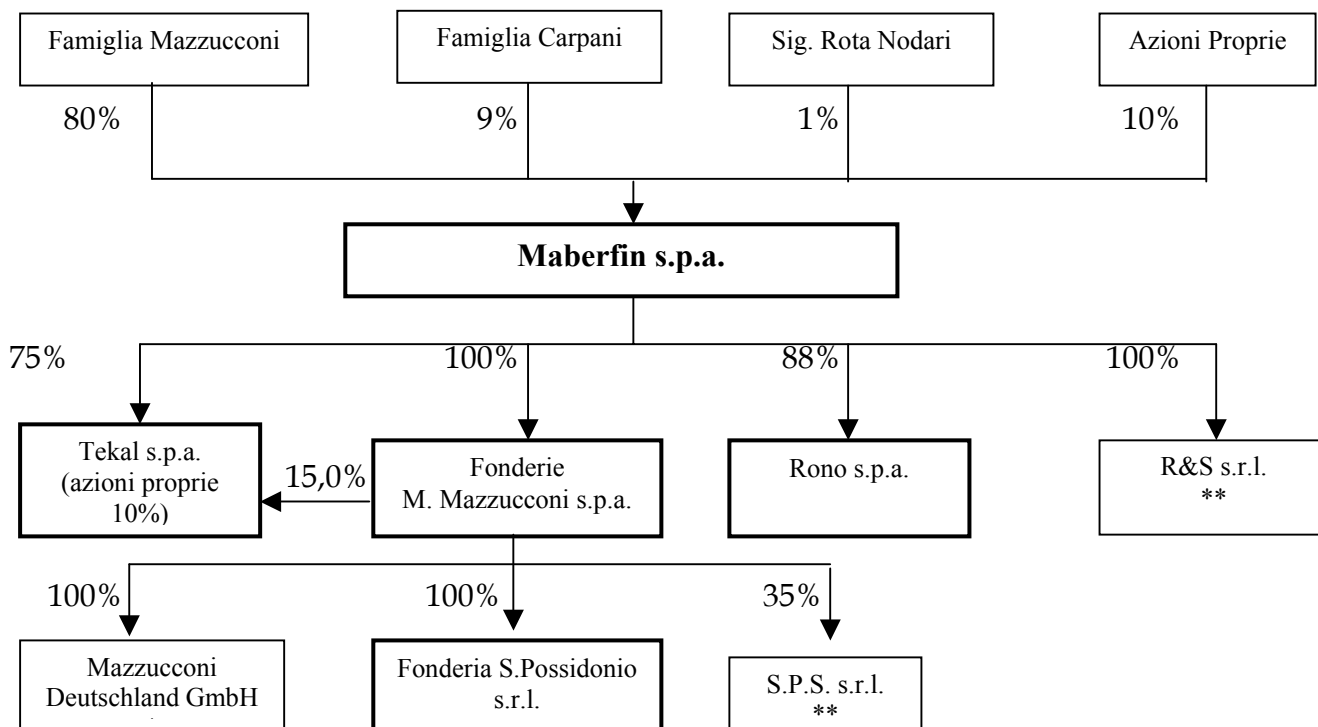 Famiglia Mazzucconi
Famiglia Carpani
Sig. Rota Nodari
Azioni Proprie
80%
9%
1%
10%
Maberfin s.p.a.
75%
100%
88%
100%
Tekal s.p.a.
(azioni proprie
10%)
15,0%
Fonderie
M. Mazzucconi s.p.a.
Rono s.p.a.
R&S s.r.l.
**
100%
100%
35%
Mazzucconi
Deutschland GmbH
Fonderia S.Possidonio
s.r.l.
S.P.S. s.r.l.
**